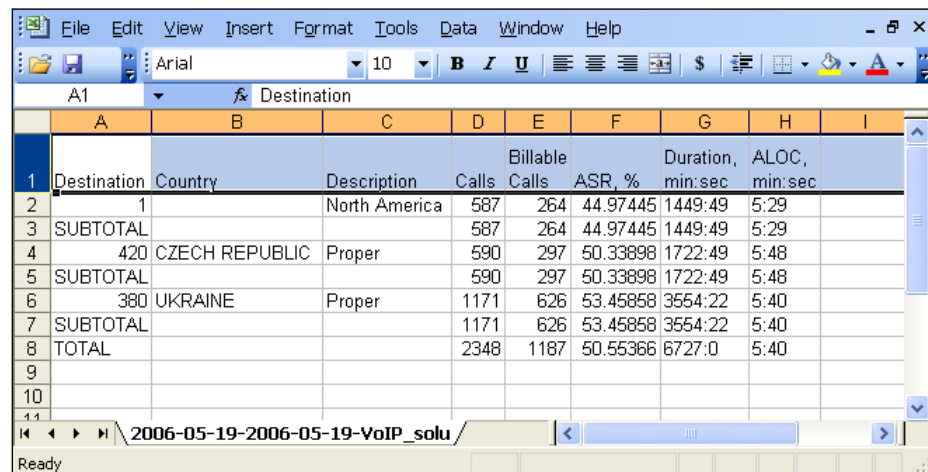 File Edit View Insert Format Tools Data Window Help
Arial 10 B I U $ A
A1 fx Destination
A B C D E F G H I
Billable Duration, ALOC,
1 Destination Country Description Calls Calls ASR, % min:sec min:sec
2 1 North America 587 264 44.97445 1449:49 5:29
3 SUBTOTAL 587 264 44.97445 1449:49 5:29
4 420 CZECH REPUBLIC Proper 590 297 50.33898 1722:49 5:48
5 SUBTOTAL 590 297 50.33898 1722:49 5:48
6 380 UKRAINE Proper 1171 626 53.45858 3554:22 5:40
7 SUBTOTAL 1171 626 53.45858 3554:22 5:40
8 TOTAL 2348 1187 50.55366 6727:0 5:40
9
10
11
2006-05-19-2006-05-19-VoIP_solu
Ready